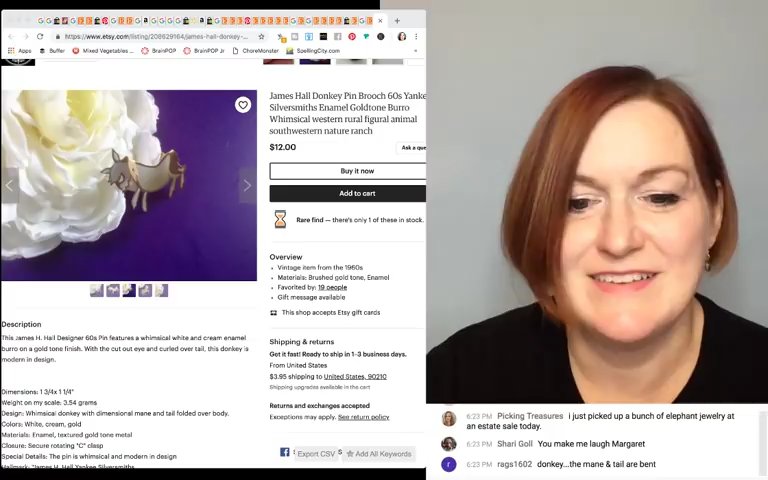 https://www.etsy.com/listing/208629164/james-hall-donkey-...
Apps Buffer Mixed Vegetables ... BrainPOP BrainPOP Jr ChoreMonster SpellingCity.com
James Hall Donkey Pin Brooch 60s Yankee
Silversmiths Enamel Goldtone Burro
Whimsical western rural figural animal
southwestern nature ranch
$12.00
Ask a que
Buy it now
Add to cart
Rare find — there's only 1 of these in stock.
Overview
• Vintage item from the 1960s
• Materials: Brushed gold tone, Enamel
• Favorited by: 19 people
• Gift message available
This shop accepts Etsy gift cards
Shipping & returns
Get it fast! Ready to ship in 1-3 business days.
From United States
$3.95 shipping to United States, 90210
Shipping upgrades available in the cart
Returns and exchanges accepted
Exceptions may apply. See return policy
Export CSV
Add All Keywords
Description
This James H. Hall Designer 60s Pin features a whimsical white and cream enamel
burro on a gold tone finish. With the cut out eye and curled over tail, this donkey is
modern in design.
Dimensions: 1 3/4x 1 1/4"
Weight on my scale: 3.54 grams
Design: Whimsical donkey with dimensional mane and tail folded over body.
Colors: White, cream, gold
Materials: Enamel, textured gold tone metal
Closure: Secure rotating "C" clasp
Special Details: The pin is whimsical and modern in design
Hallmark: "James H. Hall Yankee Silversmiths
6:23 PM Picking Treasures i just picked up a bunch of elephant jewelry at
an estate sale today.
6:23 PM Shari Goll You make me laugh Margaret
6:23 PM rags1602 donkey...the mane & tail are bent